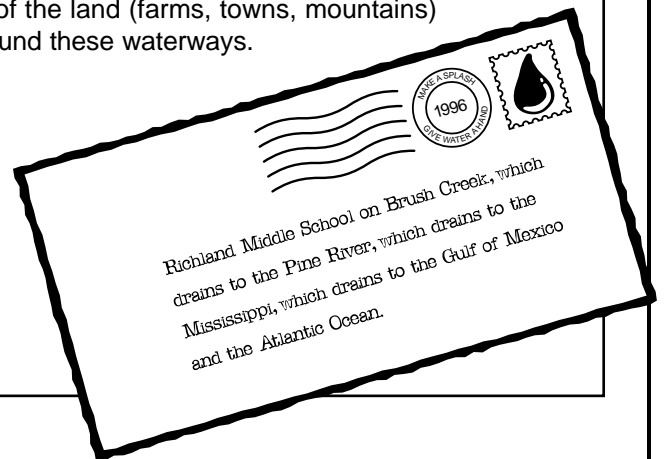 of the land (farms, towns, mountains)
und these waterways.
MAKE A SPLASH
1996
GIVE WATER A HAND
Richland Middle School on Brush Creek, which
drains to the Pine River, which drains to the
Mississippi, which drains to the Gulf of Mexico
and the Atlantic Ocean.